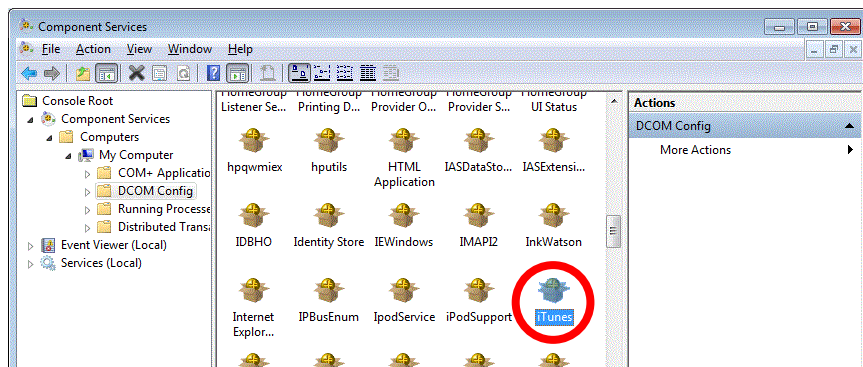 Component Services
File Action View Window Help
Console Root
Component Services
Computers
My Computer
COM+ Applicatio
DCOM Config
Running Processe
Distributed Transa
Event Viewer (Local)
Services (Local)
HomeGroup HomeGroup HomeGroup HomeGroup HomeGroup
Listener Se... Printing D... Provider O... Provider S... UI Status
hpqwmiex hputils HTML IASDataSto... IASExtensi...
Application
IDBHO Identity Store IEWindows IMAPI2 InkWatson
Internet IPBusEnum IpodService iPodSupport iTunes
Explor...
Actions
DCOM Config
More Actions